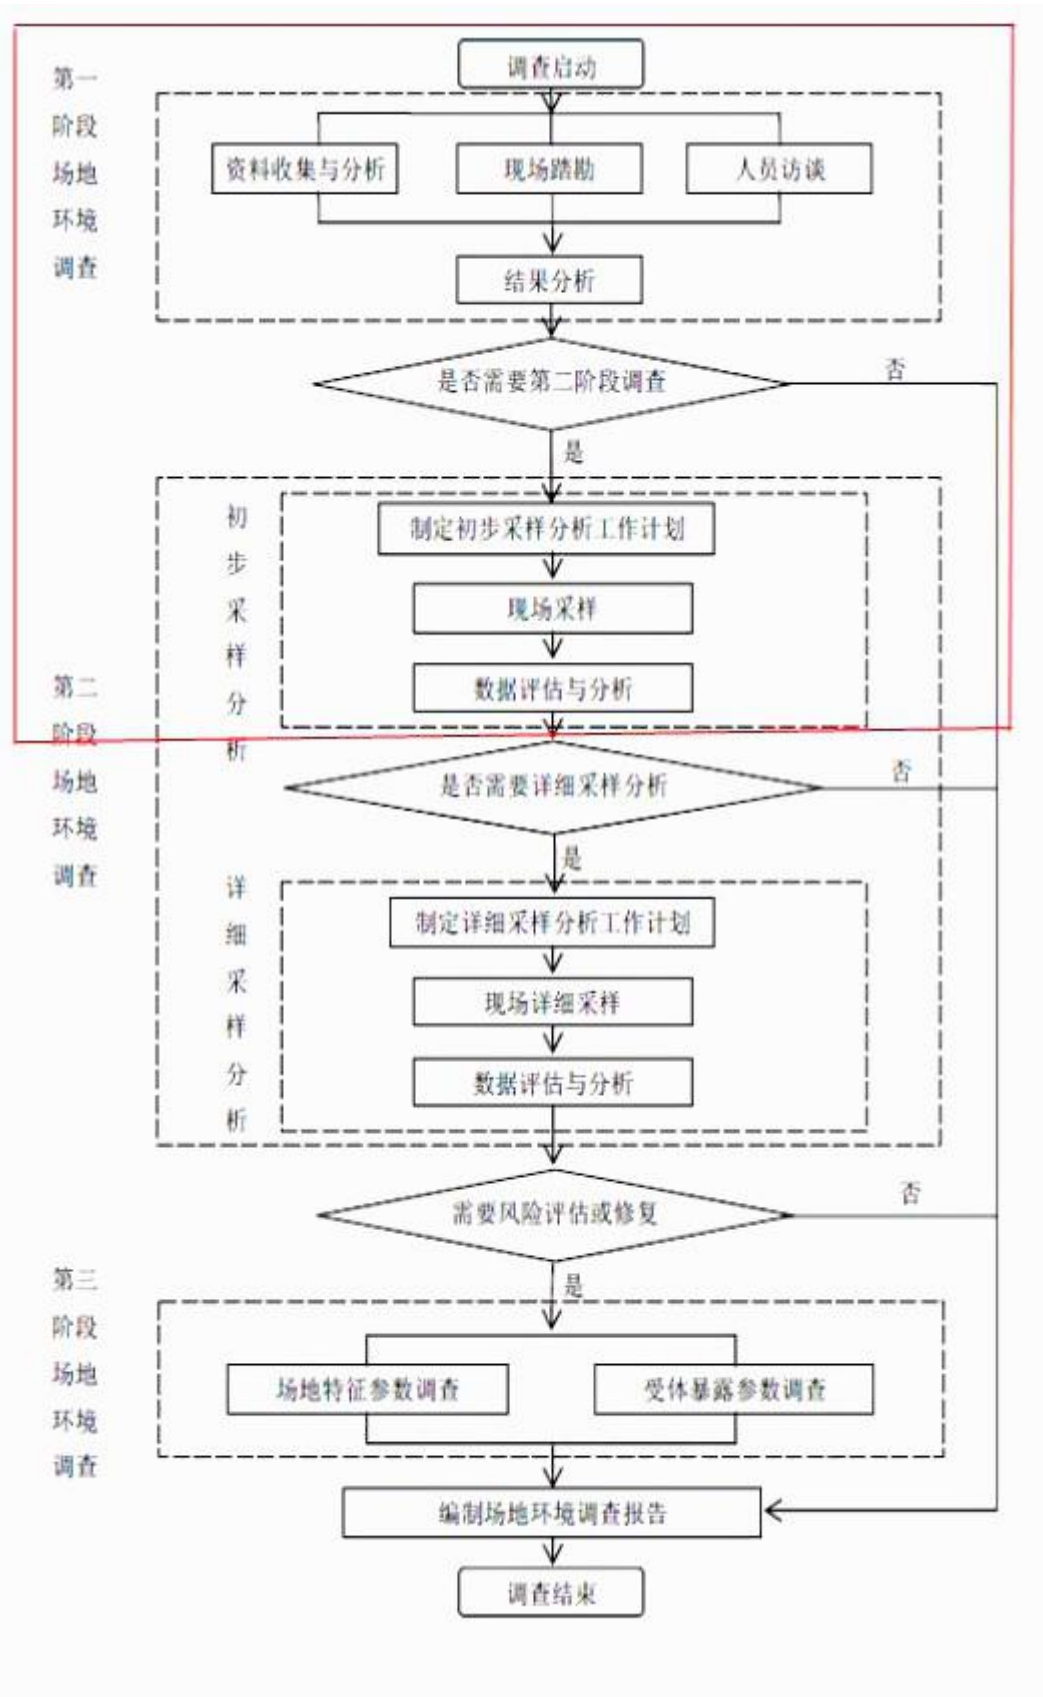 调查启动
第一
阶段
场地
环境
调查
资料收集与分析
现场踏勘
人员访谈
结果分析
是否需要第二阶段调查
否
是
初
步
采
样
分
析
制定初步采样分析工作计划
现场采样
数据评估与分析
第二
阶段
场地
环境
调查
是否需要详细采样分析
否
是
详
细
采
样
分
析
制定详细采样分析工作计划
现场详细采样
数据评估与分析
需要风险评估或修复
否
是
第三
阶段
场地
环境
调查
场地特征参数调查
受体暴露参数调查
编制场地环境调查报告
调查结束